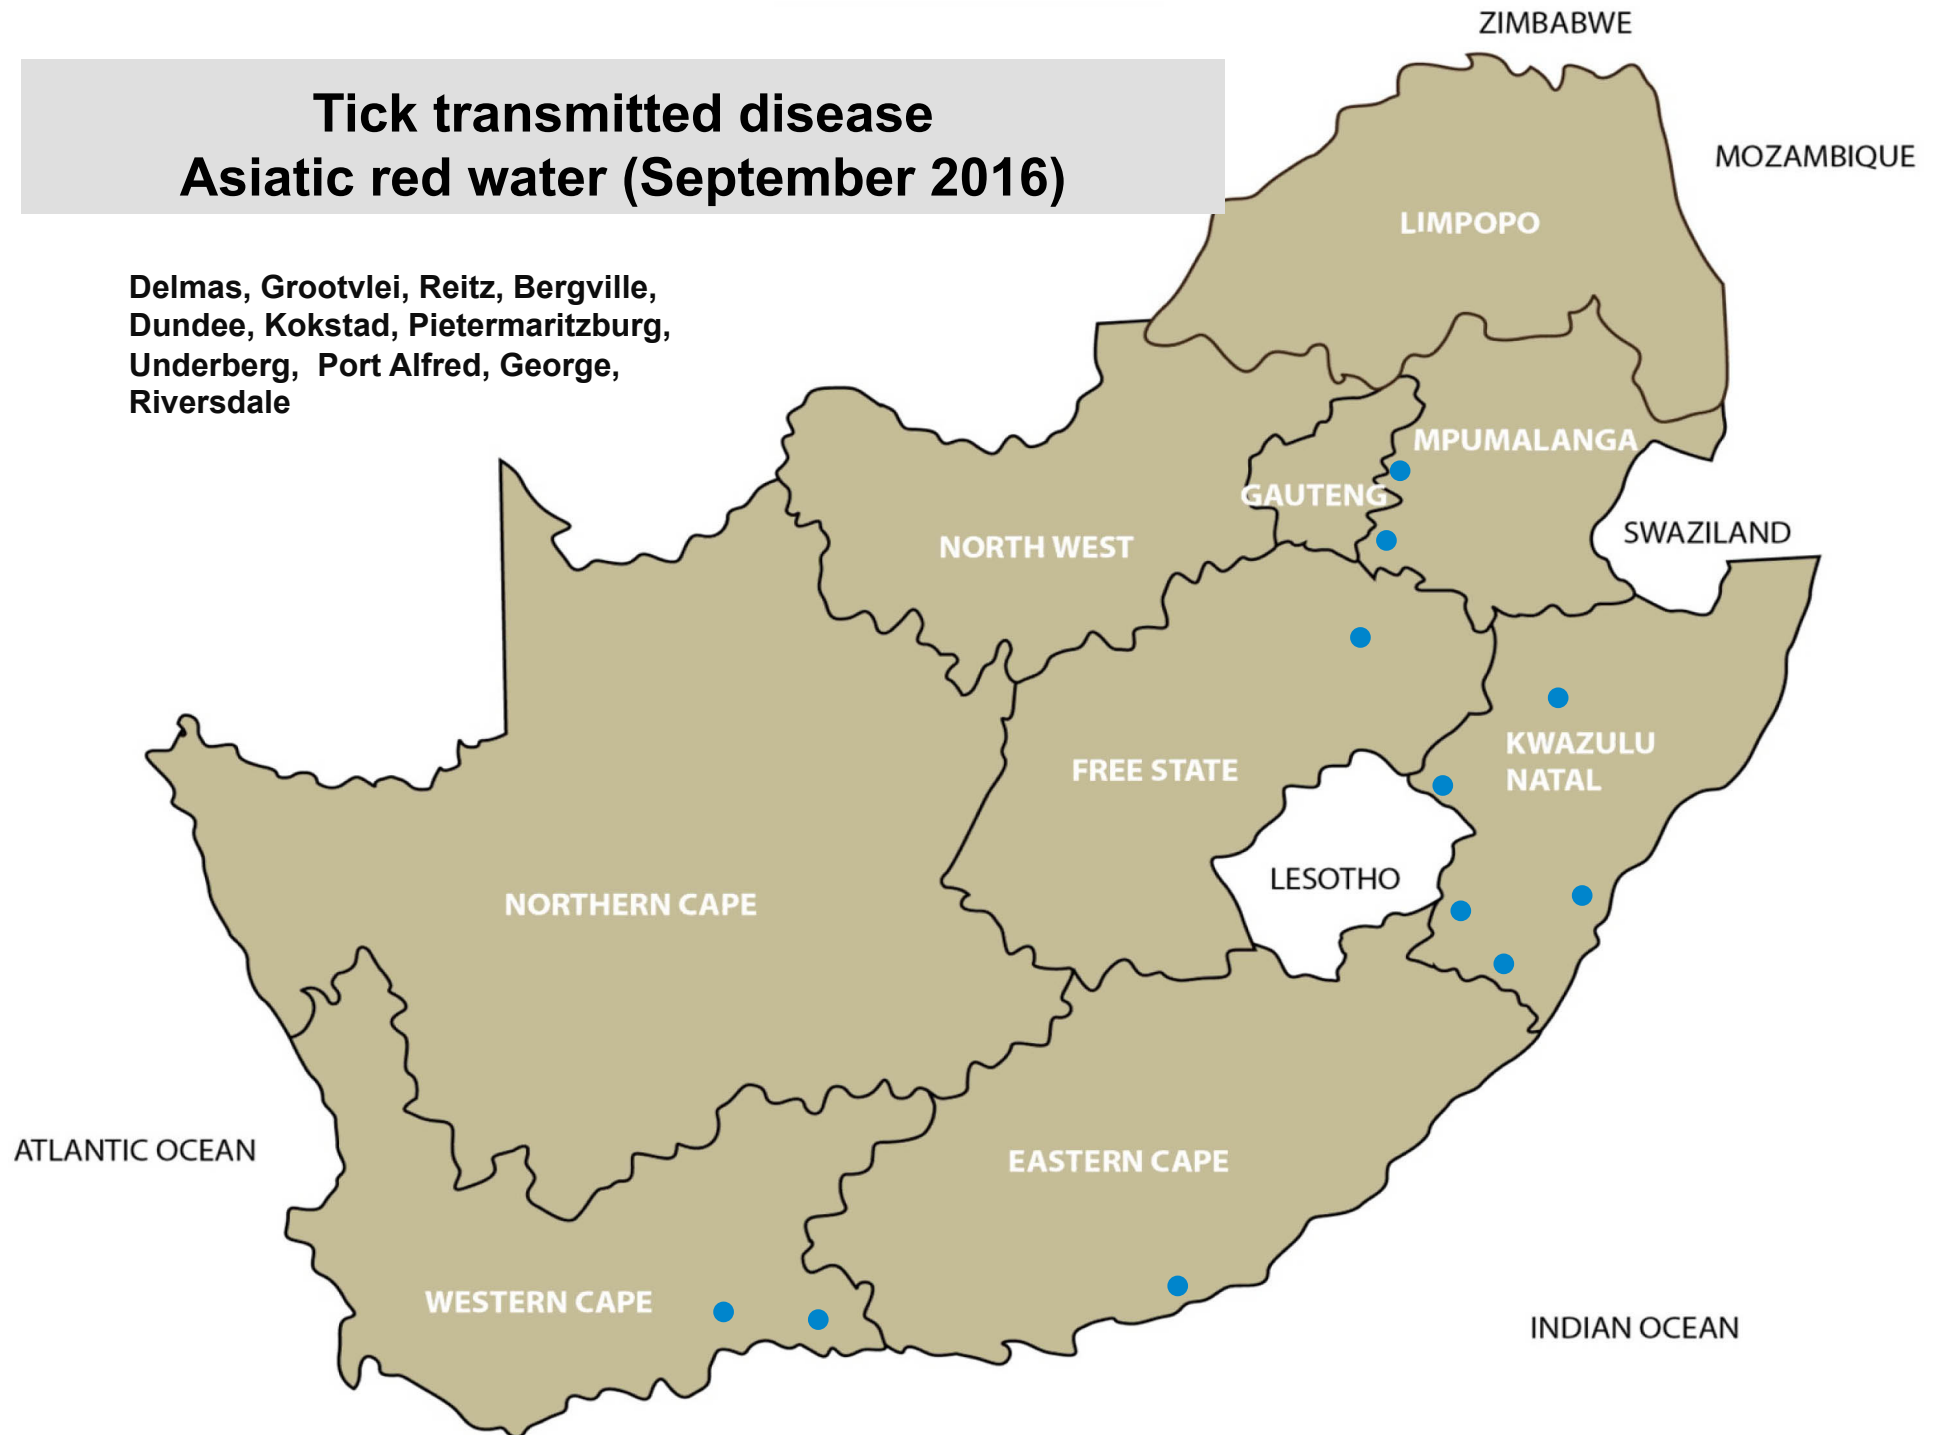 Tick transmitted disease
Asiatic red water (September 2016)
Delmas, Grootvlei, Reitz, Bergville,
Dundee, Kokstad, Pietermaritzburg,
Underberg,  Port Alfred, George,
Riversdale
ZIMBABWE
MOZAMBIQUE
LIMPOPO
MPUMALANGA
GAUTENG
SWAZILAND
NORTH WEST
KWAZULU
NATAL
FREE STATE
LESOTHO
NORTHERN CAPE
ATLANTIC OCEAN
EASTERN CAPE
WESTERN CAPE
INDIAN OCEAN